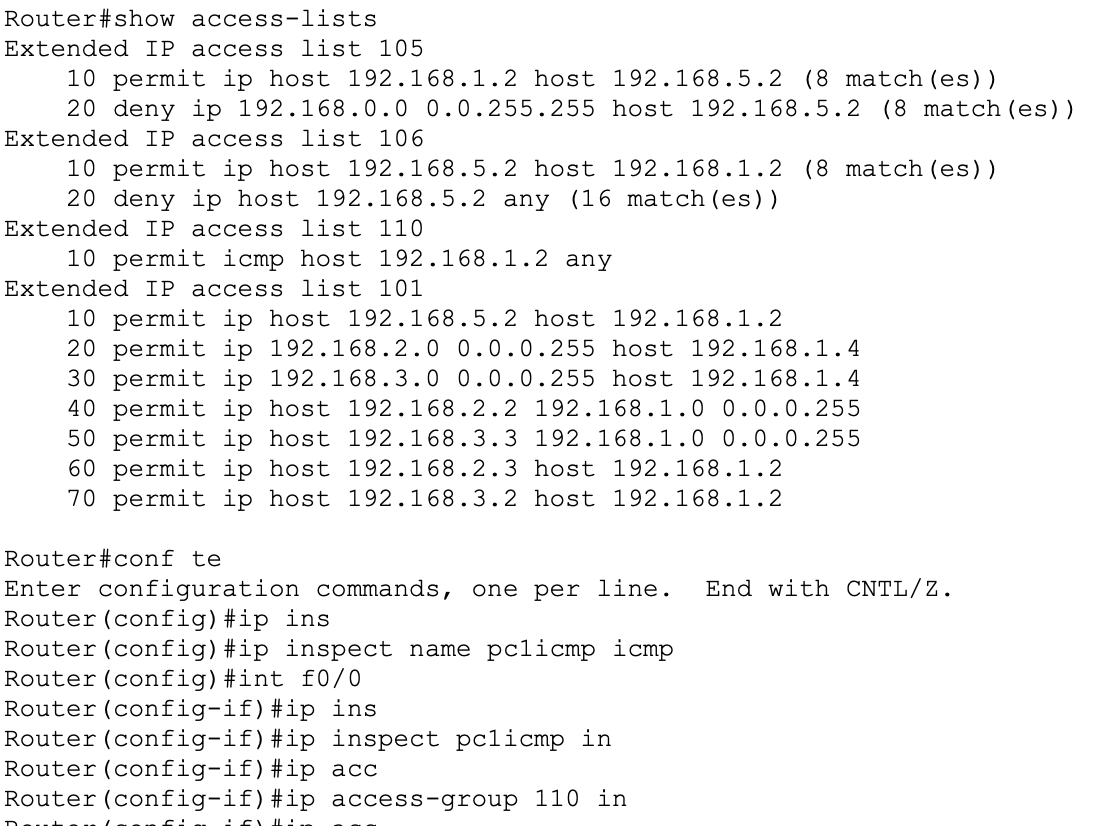 Router#show access-lists
Extended IP access list 105
    10 permit ip host 192.168.1.2 host 192.168.5.2 (8 match(es))
    20 deny ip 192.168.0.0 0.0.255.255 host 192.168.5.2 (8 match(es))
Extended IP access list 106
    10 permit ip host 192.168.5.2 host 192.168.1.2 (8 match(es))
    20 deny ip host 192.168.5.2 any (16 match(es))
Extended IP access list 110
    10 permit icmp host 192.168.1.2 any
Extended IP access list 101
    10 permit ip host 192.168.5.2 host 192.168.1.2
    20 permit ip 192.168.2.0 0.0.0.255 host 192.168.1.4
    30 permit ip 192.168.3.0 0.0.0.255 host 192.168.1.4
    40 permit ip host 192.168.2.2 192.168.1.0 0.0.0.255
    50 permit ip host 192.168.3.3 192.168.1.0 0.0.0.255
    60 permit ip host 192.168.2.3 host 192.168.1.2
    70 permit ip host 192.168.3.2 host 192.168.1.2
Router#conf te
Enter configuration commands, one per line.  End with CNTL/Z.
Router(config)#ip ins
Router(config)#ip inspect name pc1icmp icmp
Router(config)#int f0/0
Router(config-if)#ip ins
Router(config-if)#ip inspect pc1icmp in
Router(config-if)#ip acc
Router(config-if)#ip access-group 110 in